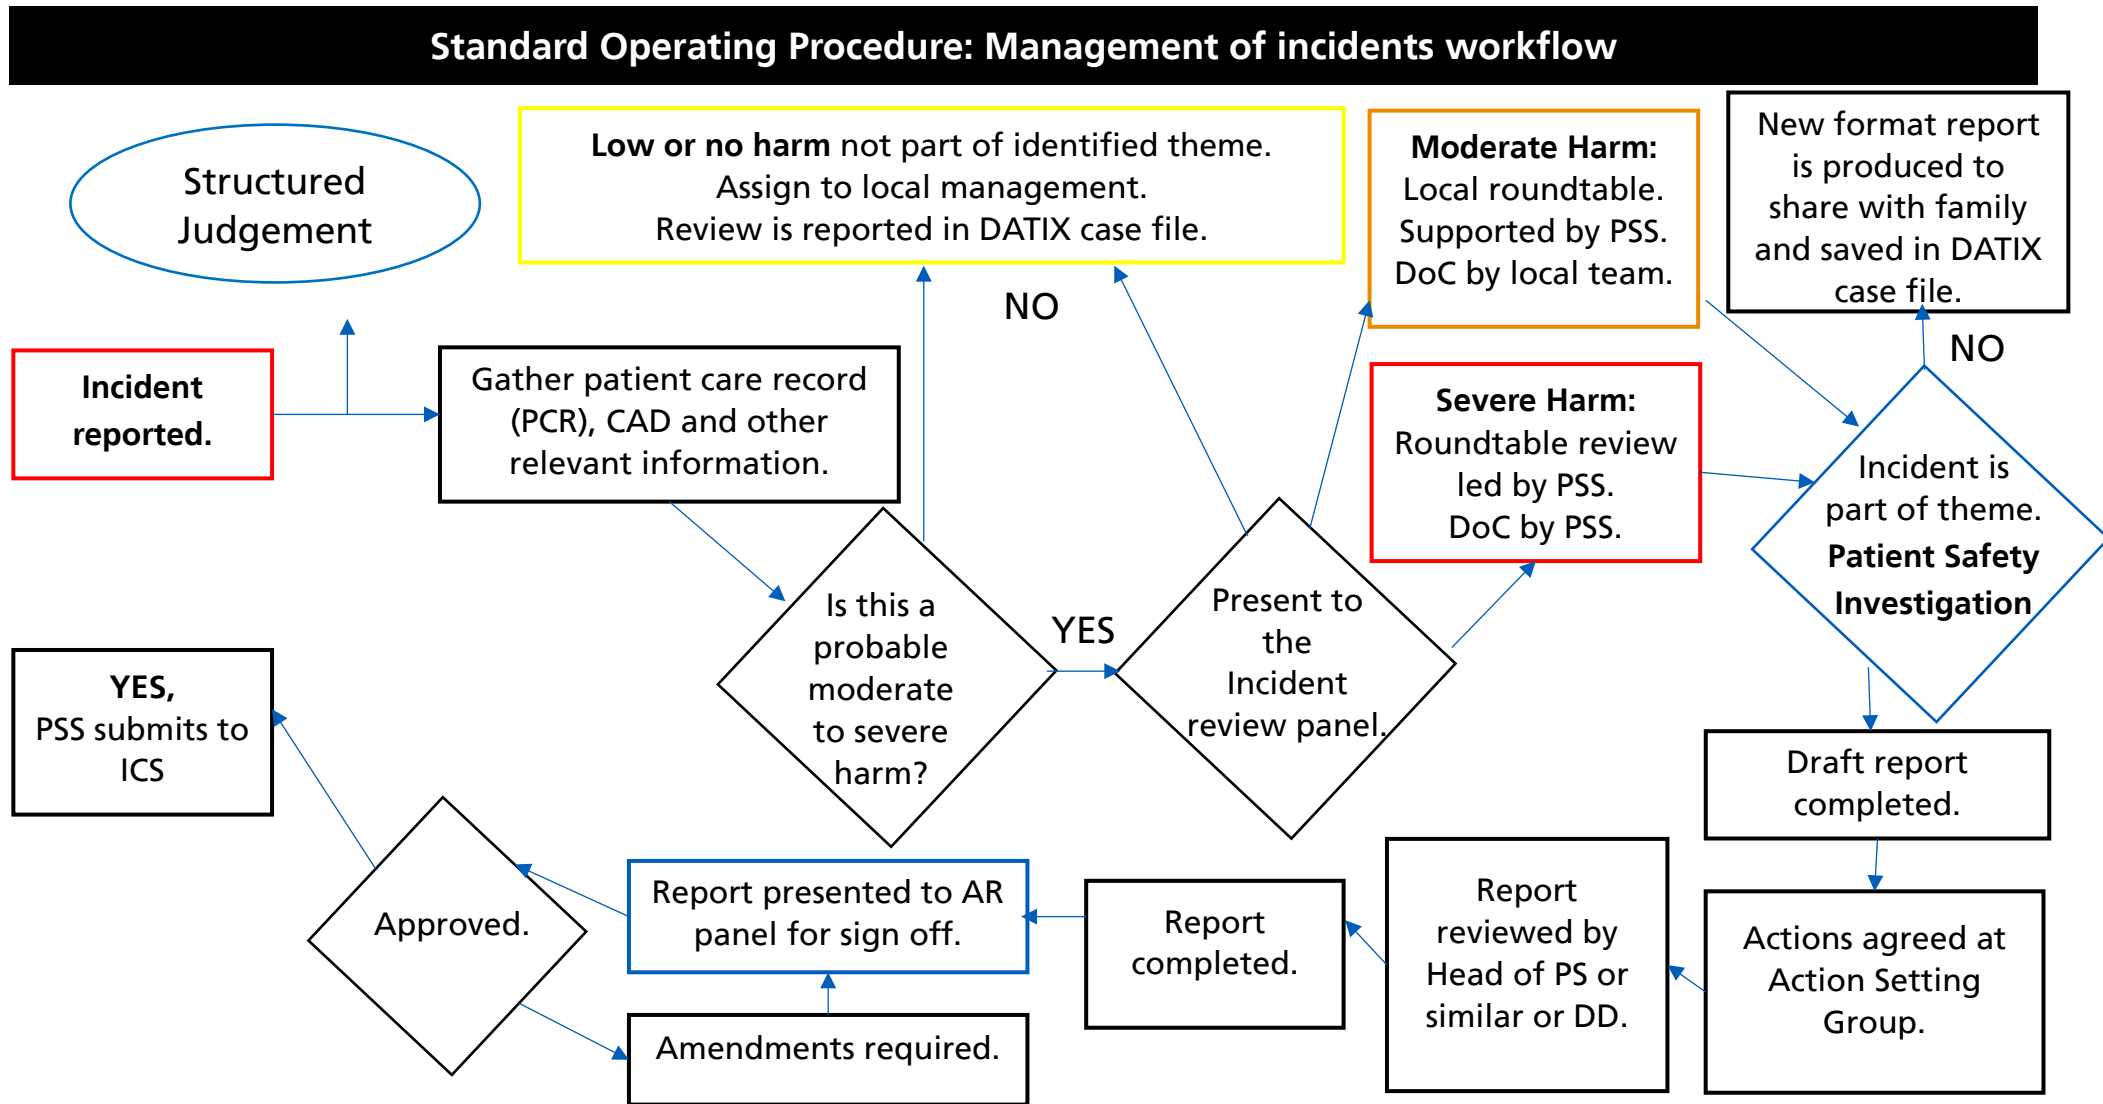 Standard Operating Procedure: Management of incidents workflow
Structured
Judgement
Low or no harm not part of identified theme.
Assign to local management.
Review is reported in DATIX case file.
Moderate Harm:
Local roundtable.
Supported by PSS.
DoC by local team.
New format report
is produced to
share with family
and saved in DATIX
case file.
NO
NO
Incident
reported.
Gather patient care record
(PCR), CAD and other
relevant information.
Severe Harm:
Roundtable review
led by PSS.
DoC by PSS.
Incident is
part of theme.
Patient Safety
Investigation
Is this a
probable
moderate
to severe
harm?
YES
Present to
the
Incident
review panel.
YES,
PSS submits to
ICS
Draft report
completed.
Approved.
Report presented to AR
panel for sign off.
Report
completed.
Report
reviewed by
Head of PS or
similar or DD.
Actions agreed at
Action Setting
Group.
Amendments required.